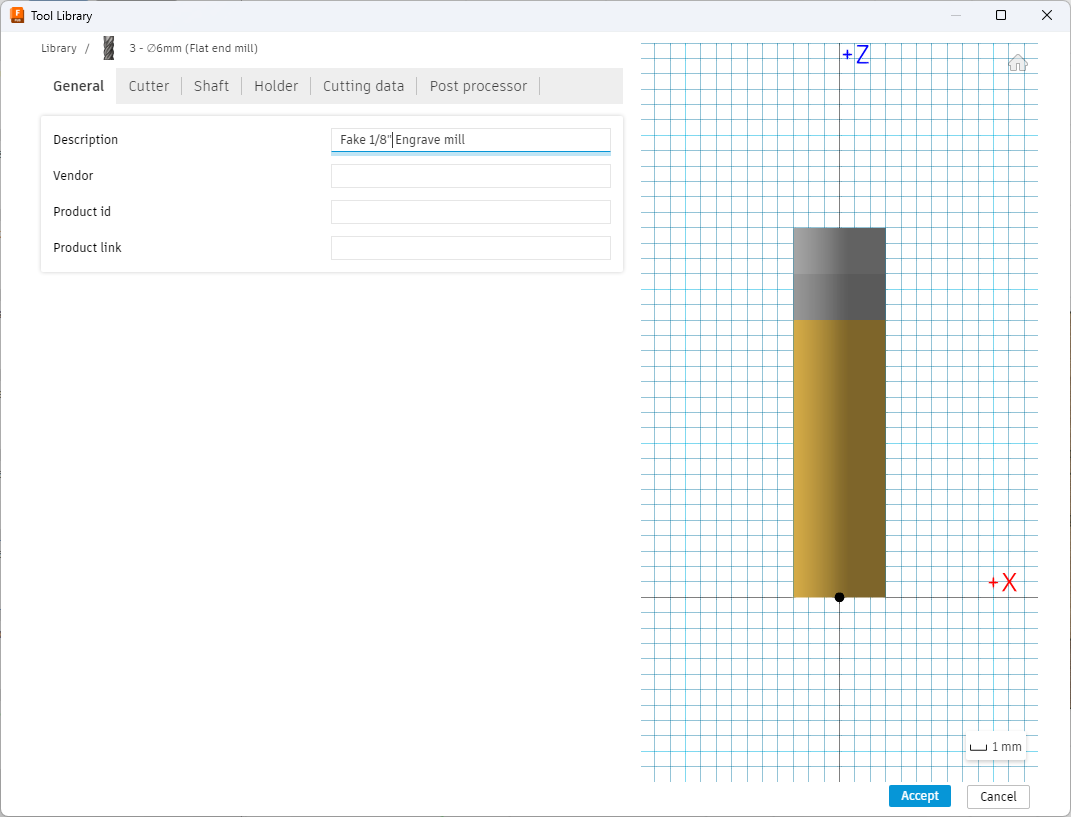 Tool Library
Library / 3 - ∅6mm (Flat end mill)
General Cutter Shaft Holder Cutting data Post processor
Description Fake 1/8" Engrave mill
Vendor
Product id
Product link
+Z
+X
1 mm
Accept Cancel